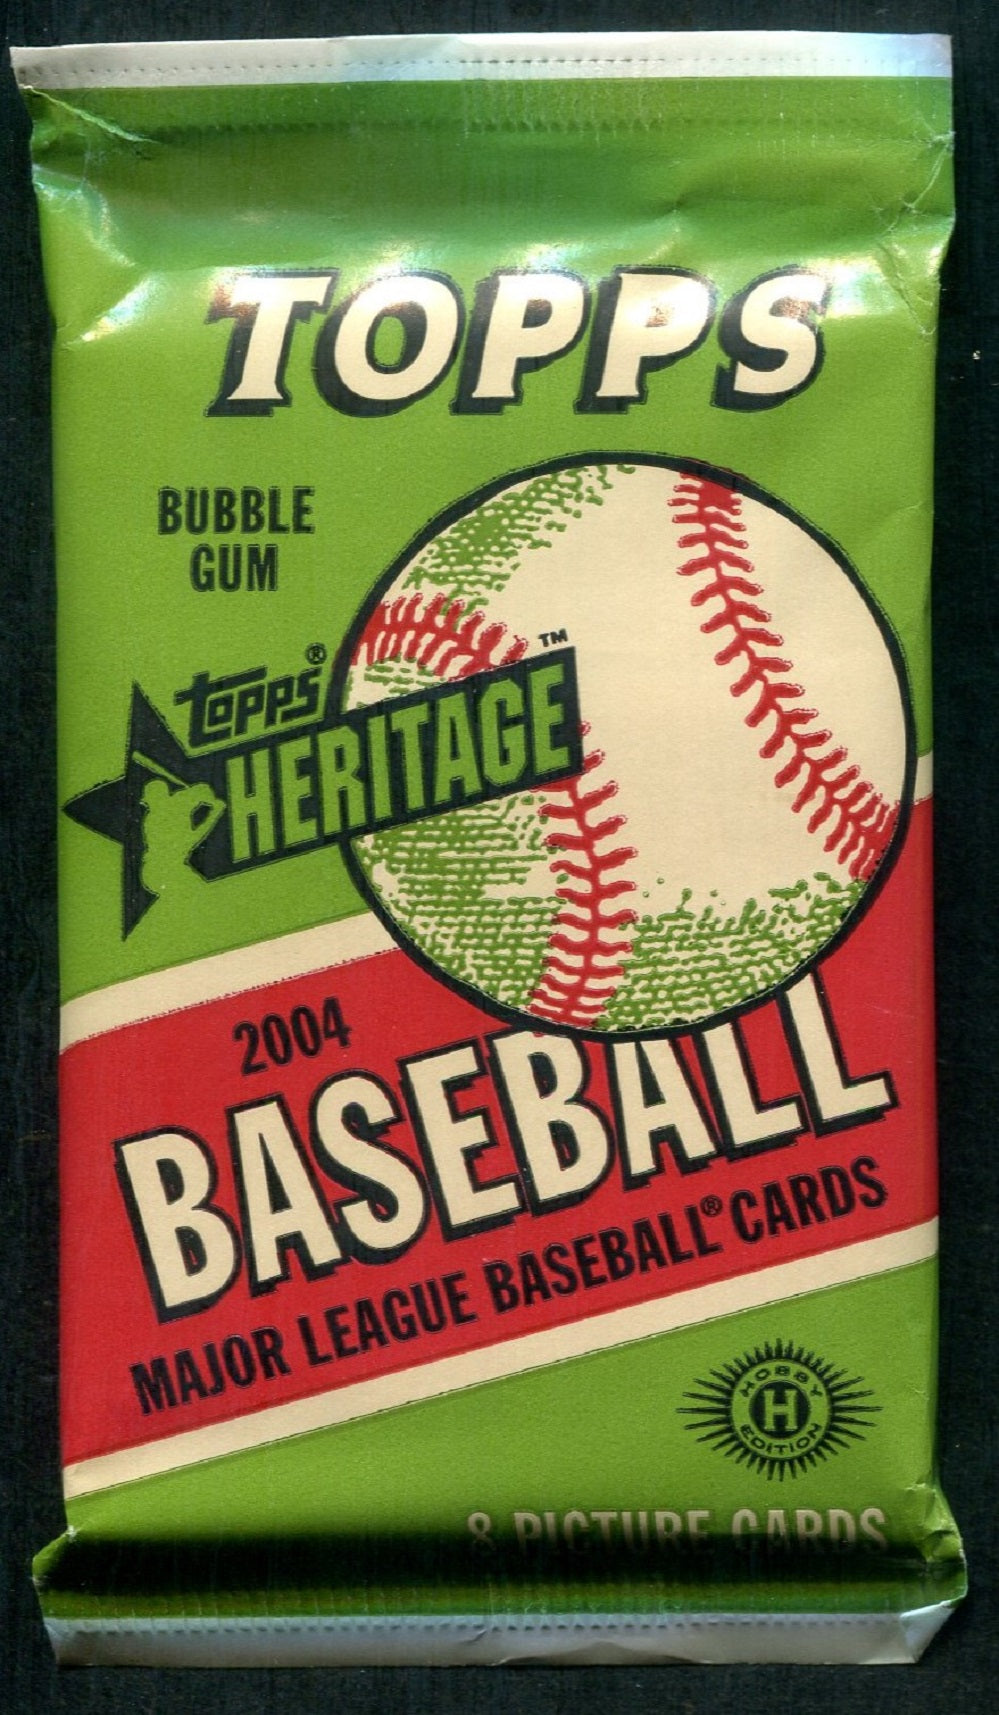 TOPPS
BUBBLE
GUM
topps®
HERITAGE™
2004
BASEBALL
MAJOR LEAGUE BASEBALL® CARDS
HOBBY
H
EDITION
8 PICTURE CARDS